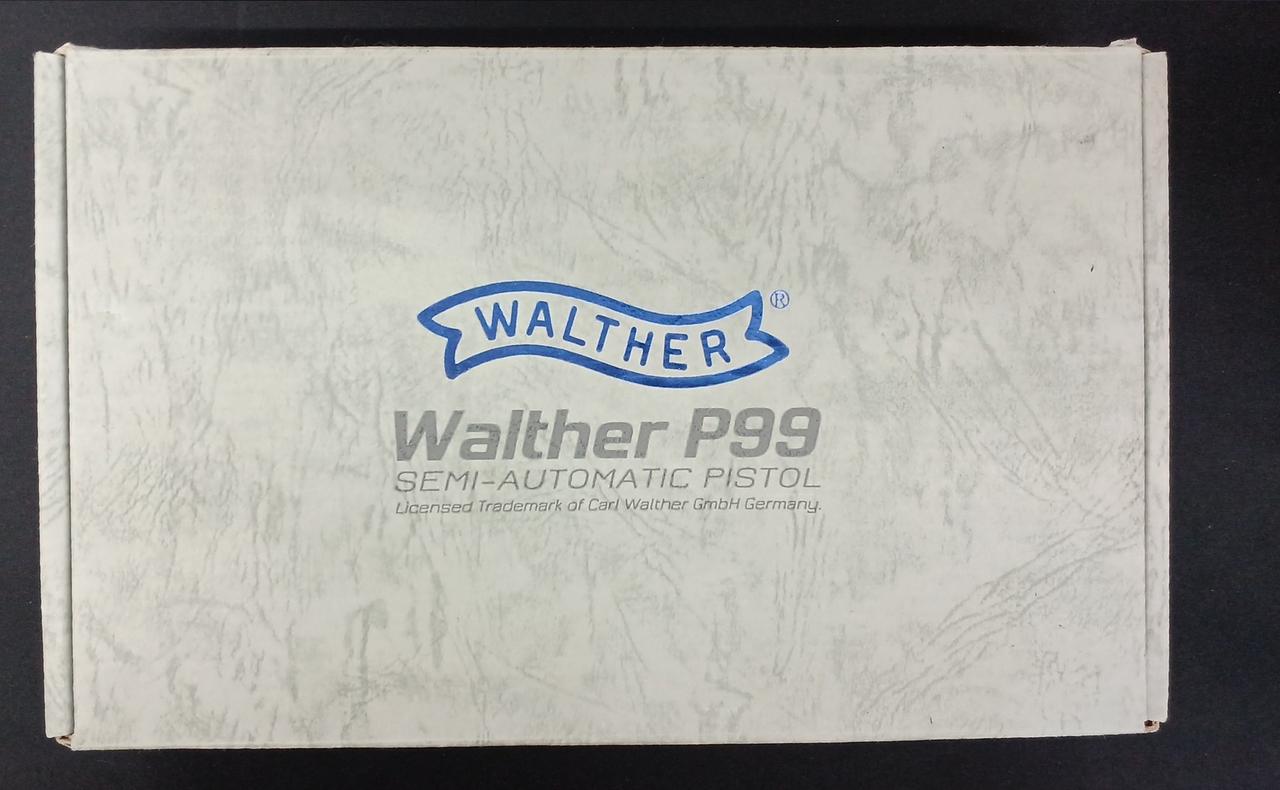 WALTHER ®
Walther P99
SEMI-AUTOMATIC PISTOL
Licensed Trademark of Carl Walther GmbH Germany.